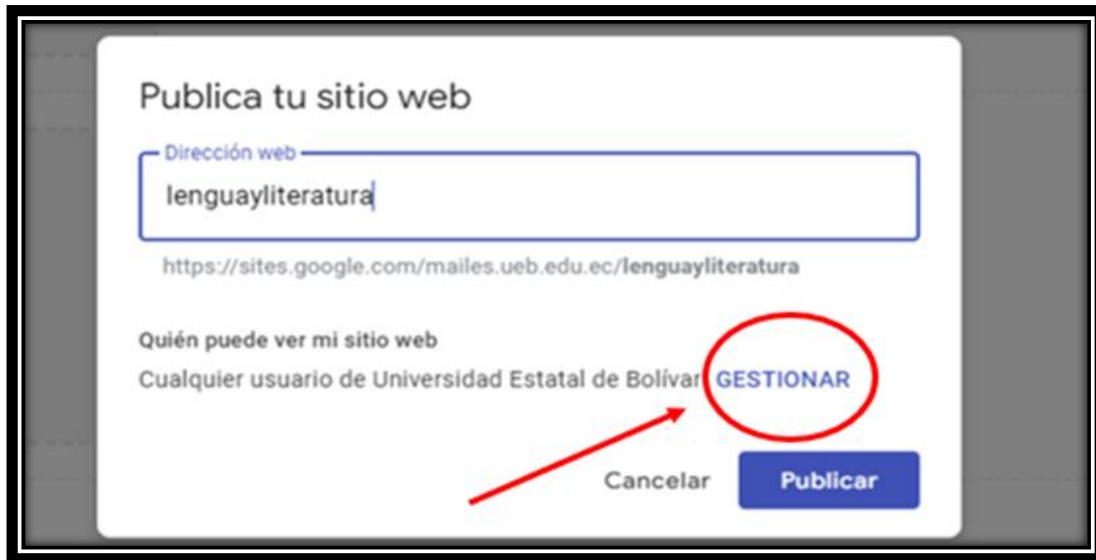 Publica tu sitio web
Dirección web
lenguayliteratura
https://sites.google.com/mailes.ueb.edu.ec/lenguayliteratura
Quién puede ver mi sitio web
Cualquier usuario de Universidad Estatal de Bolívar GESTIONAR
Cancelar Publicar